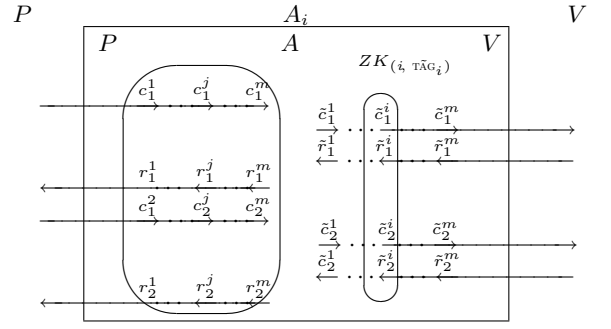 P A_i V
P A V
ZK_(i, TÃG_i)
c_1^1 c_1^j c_1^m
c̃_1^1 ... c̃_1^i c̃_1^m
r̃_1^1 ... r̃_1^i r̃_1^m
r_1^1 r_1^j r_1^m
c_1^2 c_2^j c_2^m
c̃_2^1 ... c̃_2^i c̃_2^m
c̃_2^1 ... r̃_2^i r̃_2^m
r_2^1 r_2^j r_2^m